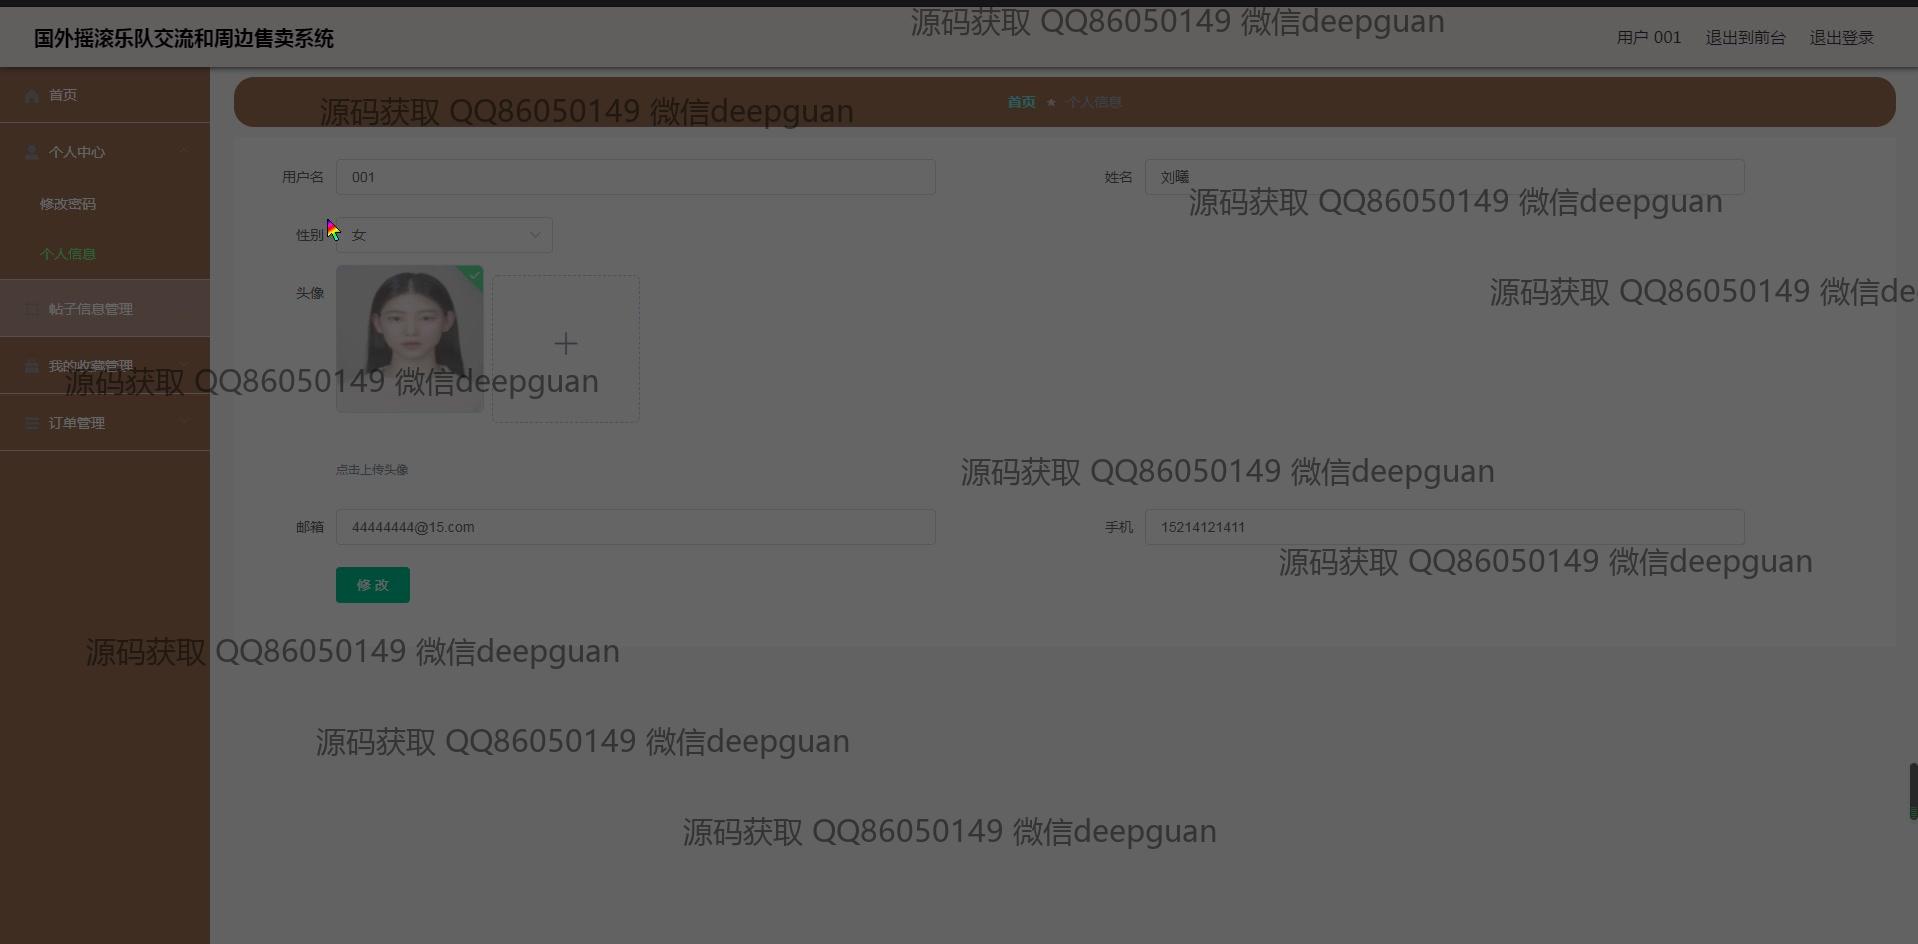 源码获取 QQ86050149 微信deepguan
国外摇滚乐队交流和周边售卖系统
用户 001
退出到前台
退出登录
首页
源码获取 QQ86050149 微信deepguan
首页 ★ 个人信息
个人中心
用户名
001
姓名
刘曦
修改密码
源码获取 QQ86050149 微信deepguan
性别
女
个人信息
头像
源码获取 QQ86050149 微信de
帖子信息管理
我的收藏管理
源码获取 QQ86050149 微信deepguan
订单管理
点击上传头像
源码获取 QQ86050149 微信deepguan
邮箱
44444444@15.com
手机
15214121411
源码获取 QQ86050149 微信deepguan
修 改
源码获取 QQ86050149 微信deepguan
源码获取 QQ86050149 微信deepguan
源码获取 QQ86050149 微信deepguan